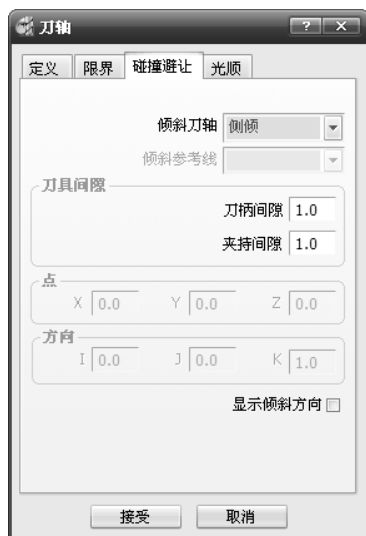 刀轴
定义 限界 碰撞避让 光顺
倾斜刀轴 侧倾
倾斜参考线
刀具间隙
刀柄间隙 1.0
夹持间隙 1.0
点
X 0.0 Y 0.0 Z 0.0
方向
I 0.0 J 0.0 K 1.0
显示倾斜方向
接受 取消